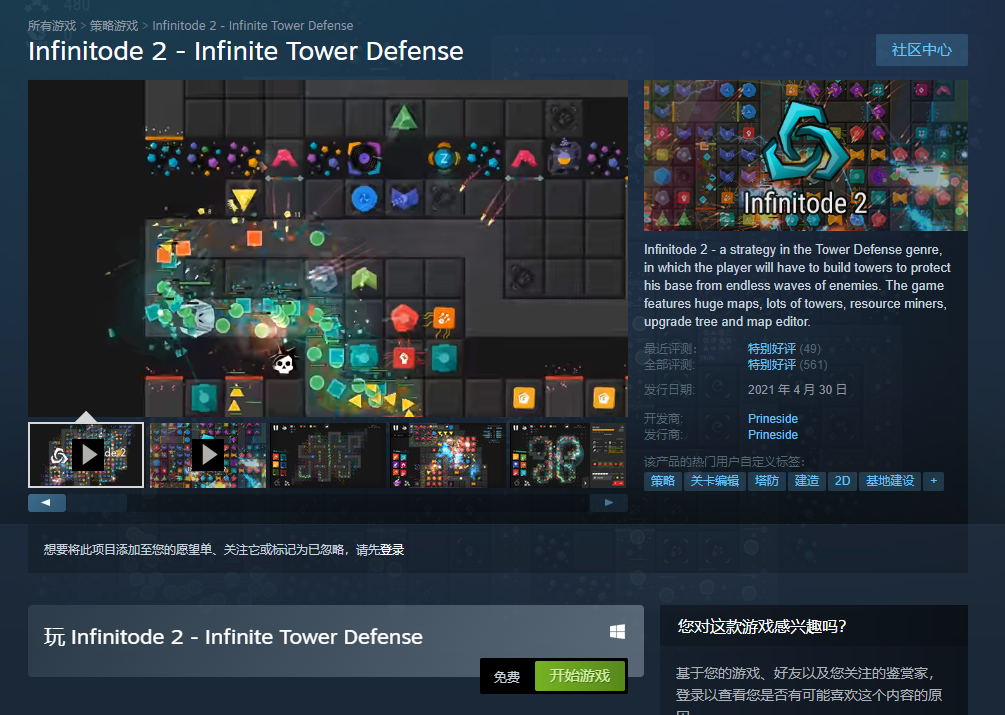 所有游戏 > 策略游戏 > Infinitode 2 - Infinite Tower Defense
Infinitode 2 - Infinite Tower Defense
社区中心
Infinitode 2
Infinitode 2 - a strategy in the Tower Defense genre,
in which the player will have to build towers to protect
his base from endless waves of enemies. The game
features huge maps, lots of towers, resource miners,
upgrade tree and map editor.
最近评测: 特别好评 (49)
全部评测: 特别好评 (561)
发行日期: 2021 年 4 月 30 日
开发商: Prineside
发行商: Prineside
该产品的热门用户自定义标签:
策略 关卡编辑 塔防 建造 2D 基地建设 +
想要将此项目添加至您的愿望单、关注它或标记为已忽略，请先登录
玩 Infinitode 2 - Infinite Tower Defense
免费 开始游戏
您对这款游戏感兴趣吗?
基于您的游戏、好友以及您关注的鉴赏家，
登录以查看您是否有可能喜欢这个内容的原